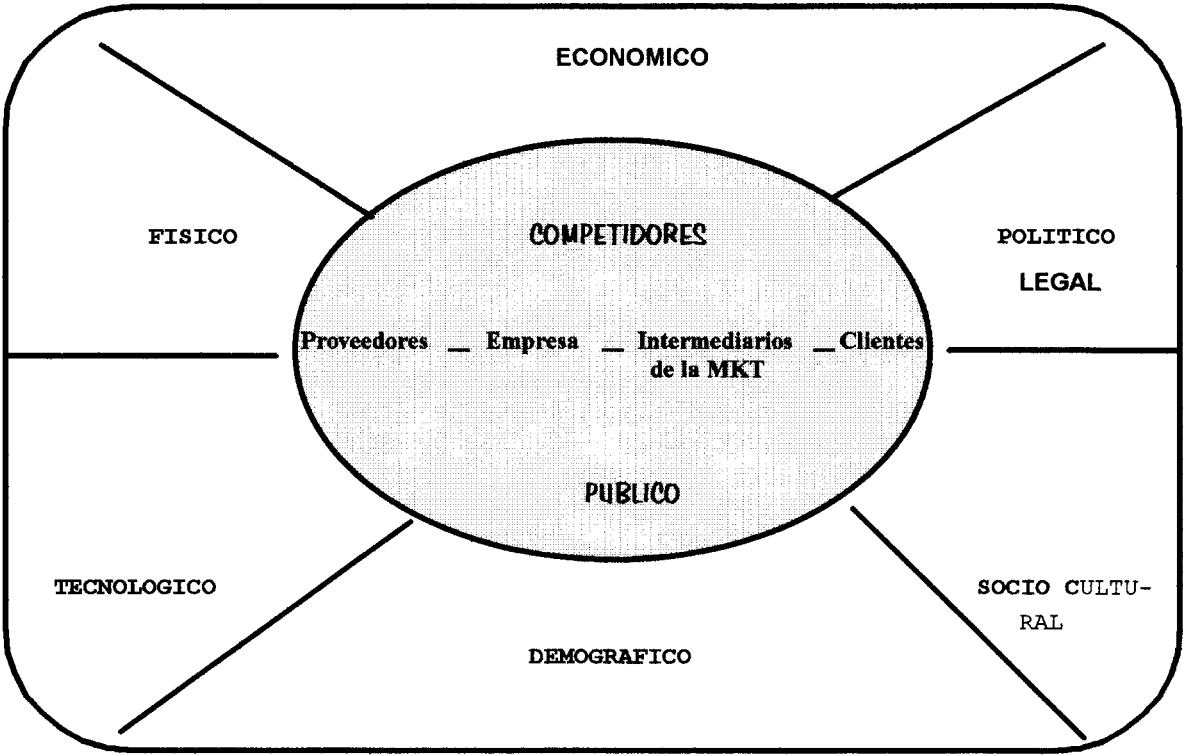 ECONOMICO
FISICO
COMPETIDORES
POLITICO
LEGAL
Proveedores — Empresa — Intermediarios — Clientes
de la MKT
PUBLICO
TECNOLOGICO
SOCIO CULTU-
RAL
DEMOGRAFICO